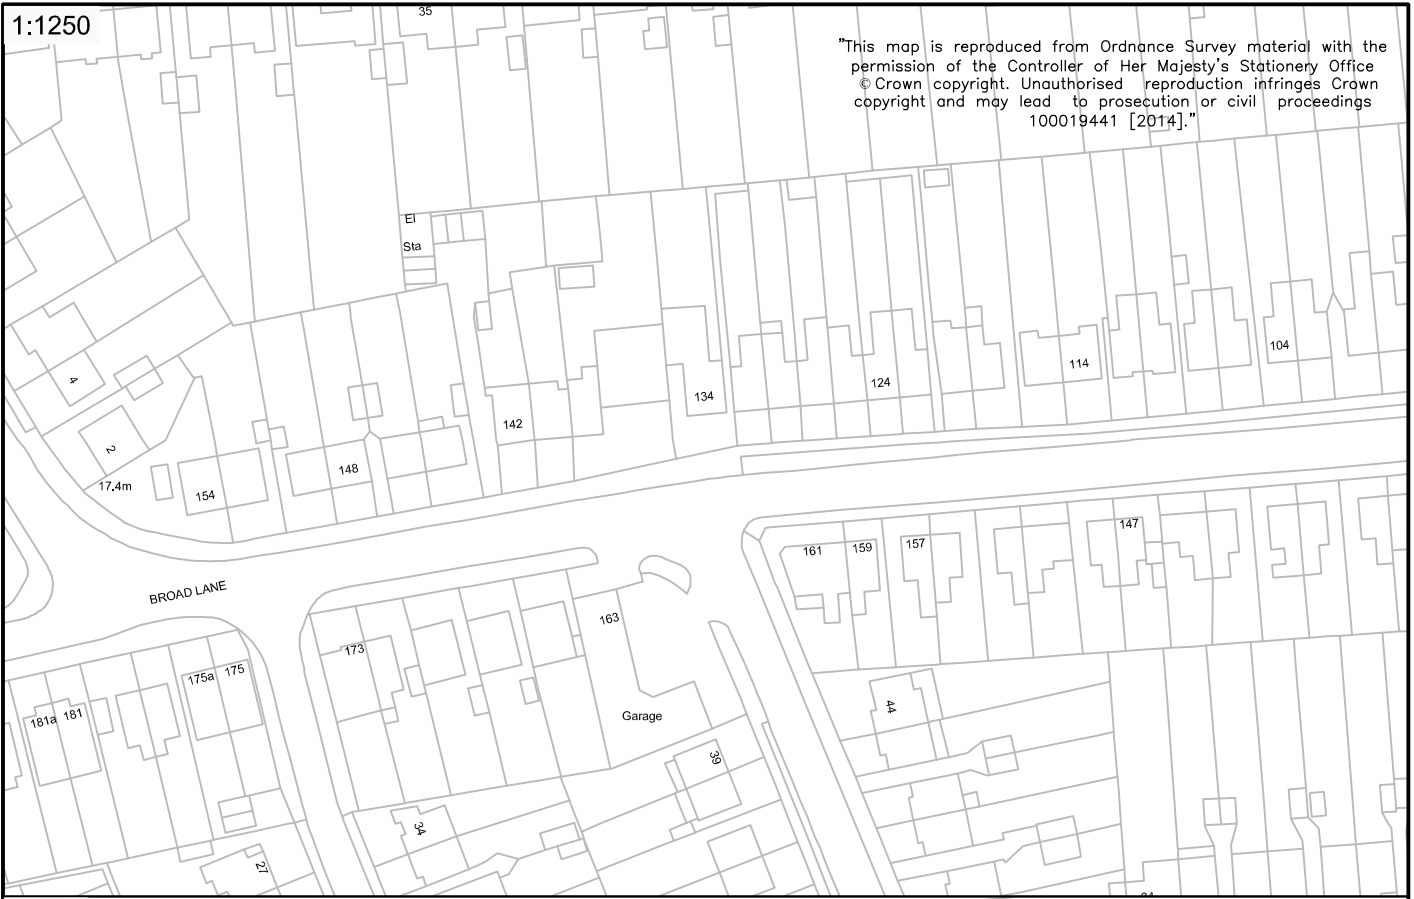 1:1250
35
"This map is reproduced from Ordnance Survey material with the
permission of the Controller of Her Majesty's Stationery Office
© Crown copyright. Unauthorised reproduction infringes Crown
copyright and may lead to prosecution or civil proceedings
100019441 [2014]."
El
Sta
104
114
4
124
134
142
2
148
17.4m
154
147
157
159
161
BROAD LANE
163
173
175
175a
181a
181
44
Garage
39
34
27